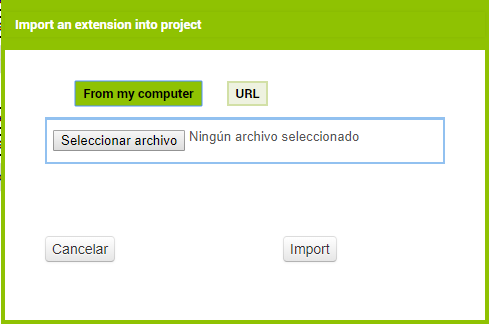 Import an extension into project
From my computer URL
Seleccionar archivo Ningún archivo seleccionado
Cancelar Import